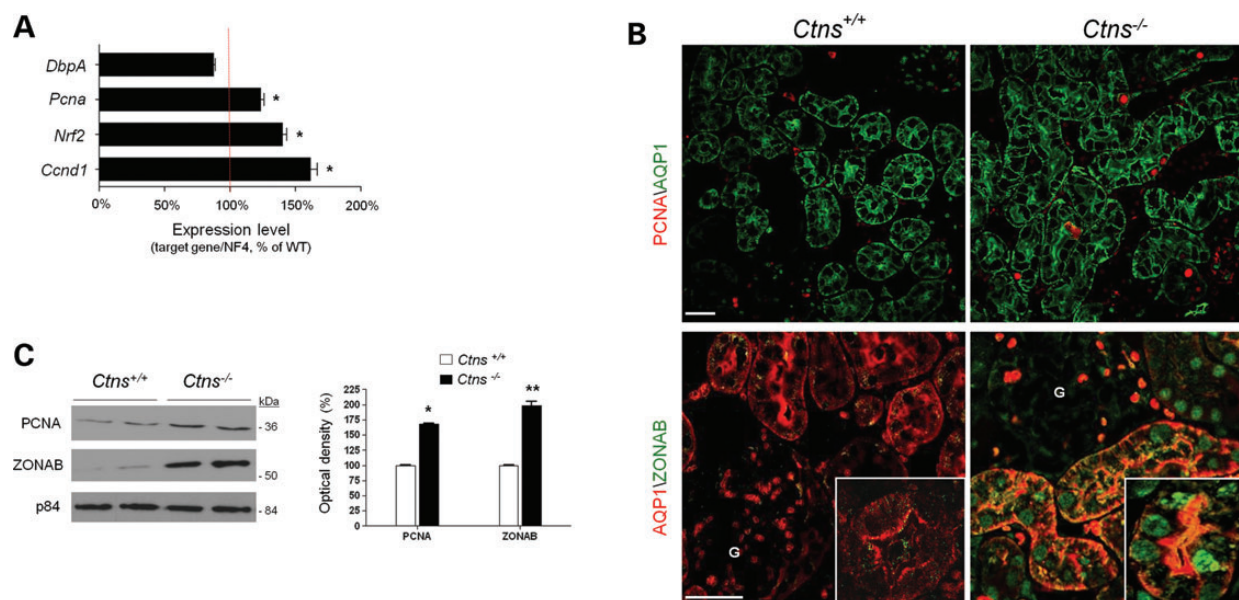 A
DbpA
Pcna
Nrf2
Ccnd1
*
*
*
0% 50% 100% 150% 200%
Expression level
(target gene/NF4, % of WT)
B
Ctns+/+ Ctns-/-
PCNA\AQP1
AQP1\ZONAB
G
G
C
Ctns+/+ Ctns-/-
kDa
PCNA - 36
ZONAB - 50
p84 - 84
Ctns +/+
Ctns -/-
Optical density (%)
225
200
175
150
125
100
75
50
25
0
*
**
PCNA ZONAB